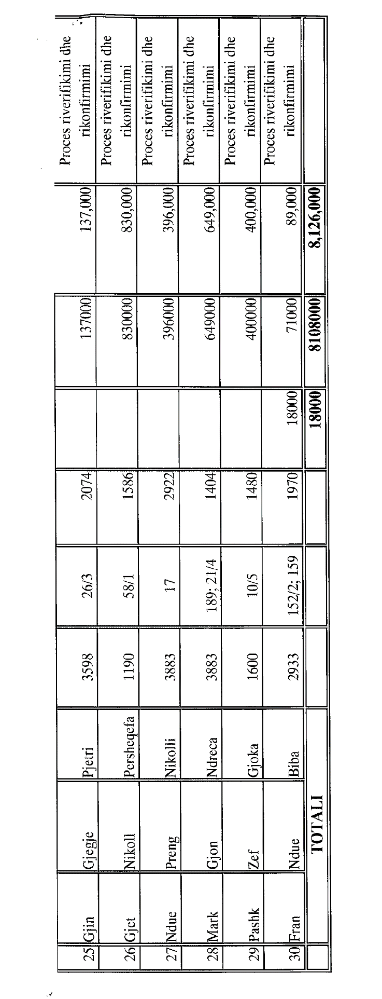 25 Gjin Gjegje Pjetri 3598 26/3 2074 137000 137,000 Proces riverifikimi dhe
rikonfirmimi
26 Gjet Nikoll Persheqefa 1190 58/1 1586 830000 830,000 Proces riverifikimi dhe
rikonfirmimi
27 Ndue Preng Nikolli 3883 17 2922 396000 396,000 Proces riverifikimi dhe
rikonfirmimi
28 Mark Gjon Ndreca 3883 189; 21/4 1404 649000 649,000 Proces riverifikimi dhe
rikonfirmimi
29 Pashk Zef Gjoka 1600 10/5 1480 400000 400,000 Proces riverifikimi dhe
rikonfirmimi
30 Fran Ndue Biba 2933 152/2; 159 1970 18000 71000 89,000 Proces riverifikimi dhe
rikonfirmimi
TOTALI 18000 8108000 8,126,000